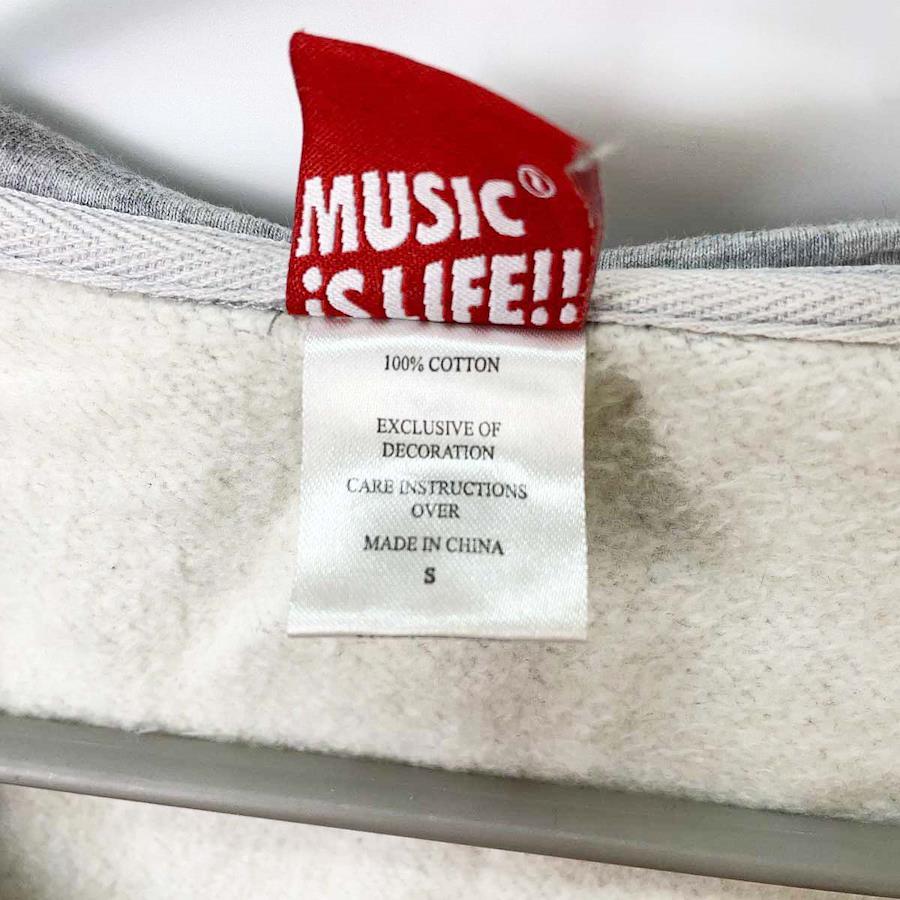 MUSIC®
iS LIFE!!
100% COTTON
EXCLUSIVE OF
DECORATION
CARE INSTRUCTIONS
OVER
MADE IN CHINA
S